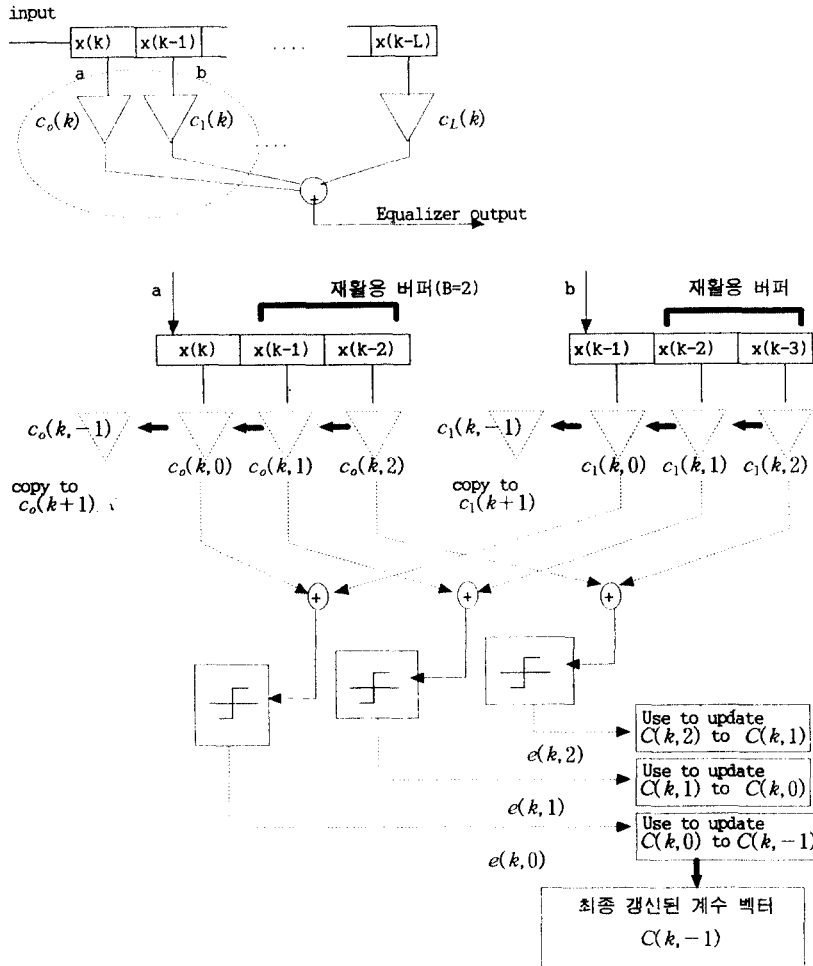 input
x(k) x(k-1) .... x(k-L)
a b
c_o(k) c_1(k) .... c_L(k)
+
Equalizer output
a 재활용 버퍼(B=2) b 재활용 버퍼
x(k) x(k-1) x(k-2) x(k-1) x(k-2) x(k-3)
c_o(k,-1) c_1(k,-1)
c_o(k,0) c_o(k,1) c_o(k,2) c_1(k,0) c_1(k,1) c_1(k,2)
copy to copy to
c_o(k+1) c_1(k+1)
+ + +
Use to update
C(k,2) to C(k,1)
e(k,2)
Use to update
C(k,1) to C(k,0)
e(k,1)
Use to update
C(k,0) to C(k,-1)
e(k,0)
최종 갱신된 계수 벡터
C(k,-1)